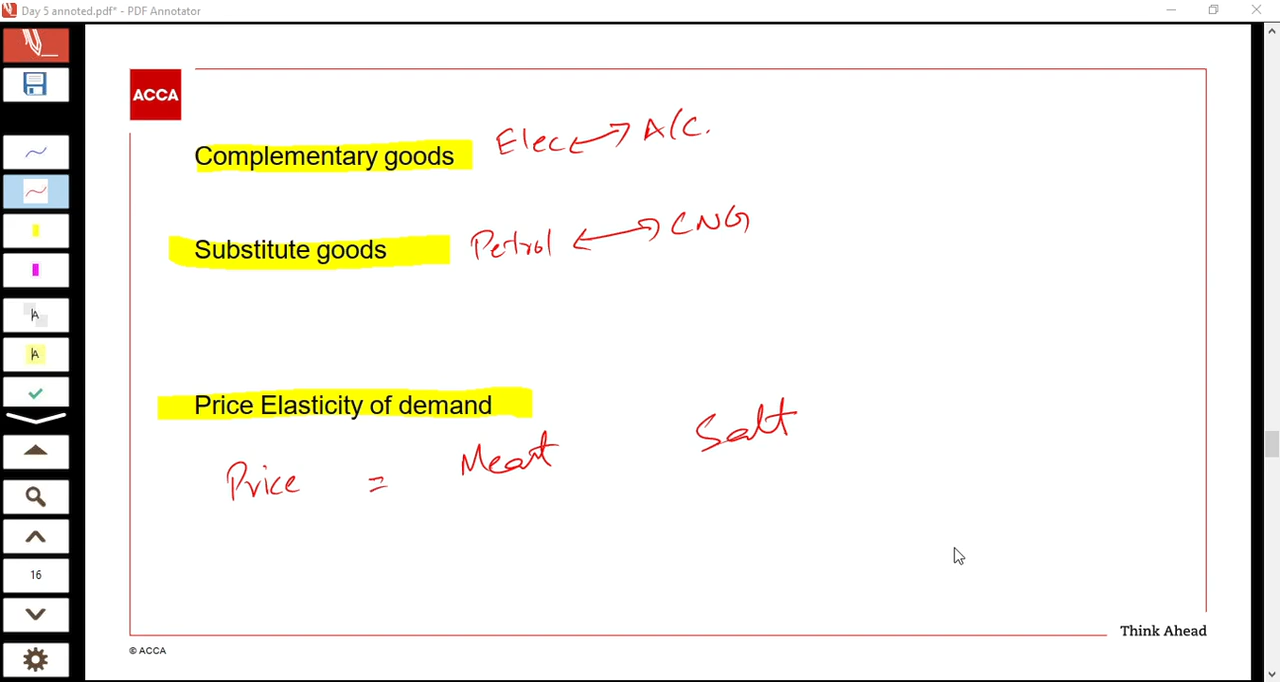 Day 5 annoted.pdf* - PDF Annotator
ACCA
Complementary goods Elec ↔ A/C.
Substitute goods Petrol ↔ CNG
Price Elasticity of demand
Salt
Price = Meat
16
Think Ahead
© ACCA